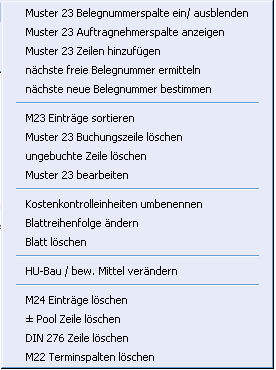 Muster 23 Belegnummerspalte ein/ ausblenden
Muster 23 Auftragnehmerspalte anzeigen
Muster 23 Zeilen hinzufügen
nächste freie Belegnummer ermitteln
nächste neue Belegnummer bestimmen
M23 Einträge sortieren
Muster 23 Buchungszeile löschen
ungebuchte Zeile löschen
Muster 23 bearbeiten
Kostenkontrolleinheiten umbenennen
Blattreihenfolge ändern
Blatt löschen
HU-Bau / bew. Mittel verändern
M24 Einträge löschen
± Pool Zeile löschen
DIN 276 Zeile löschen
M22 Terminspalten löschen